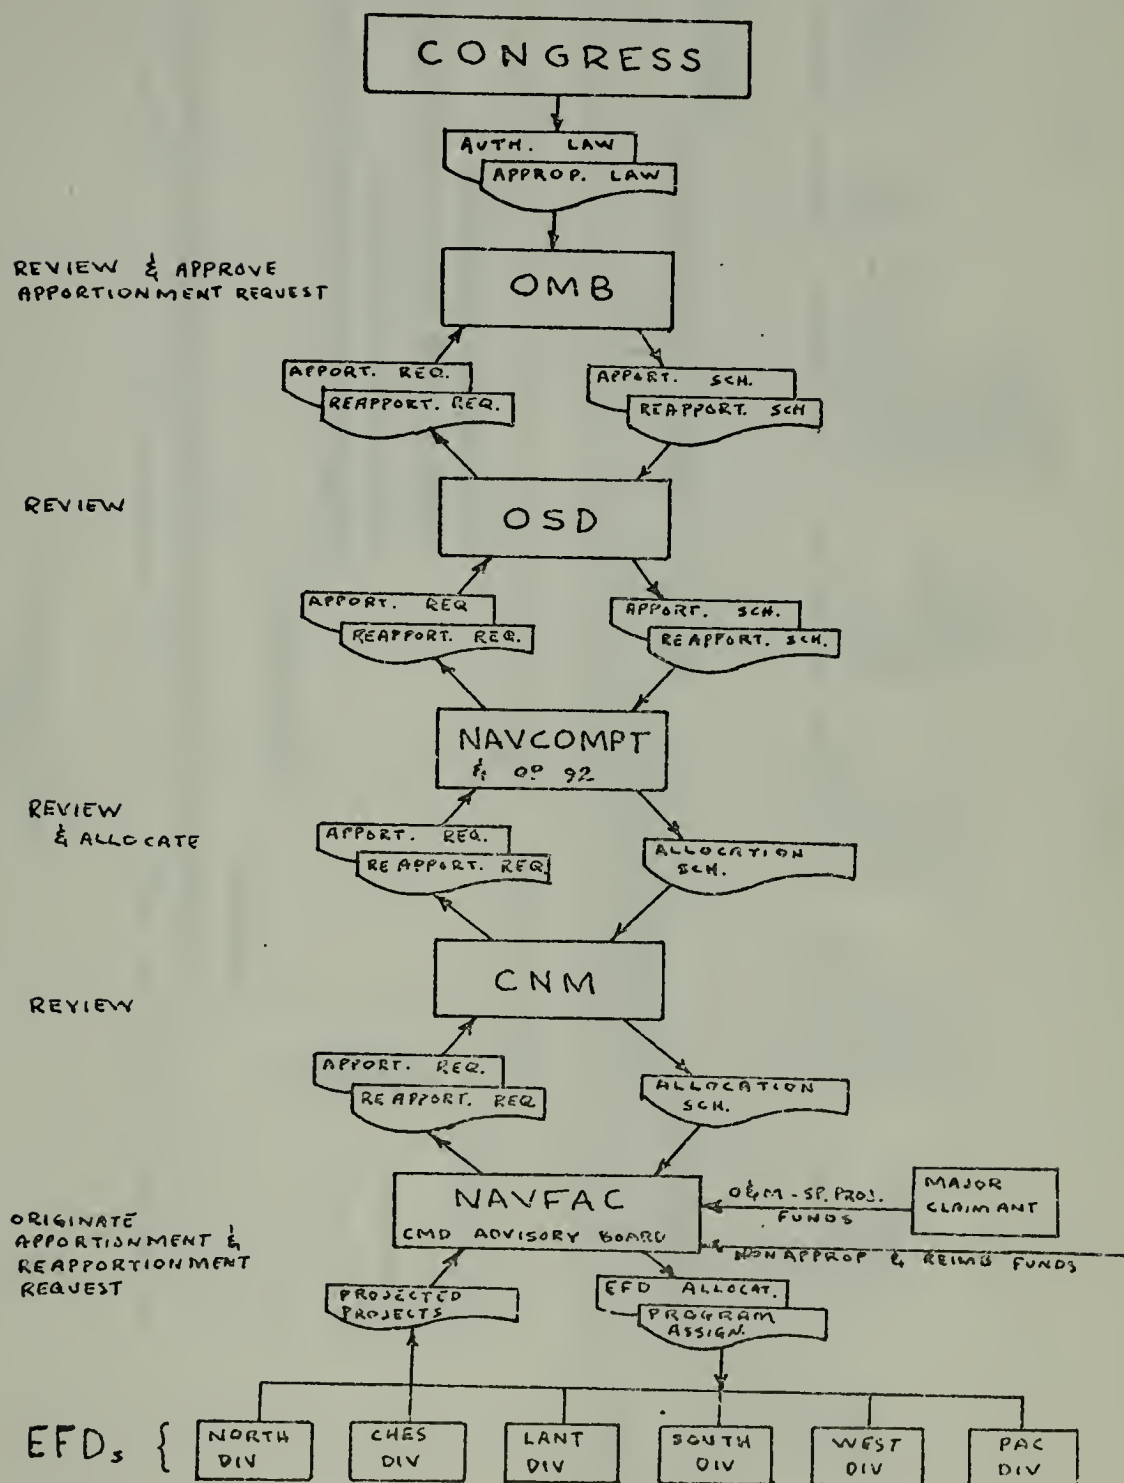 CONGRESS
AUTH. LAW
APPROP. LAW
REVIEW & APPROVE
APPORTIONMENT REQUEST
OMB
APPORT. REQ.
REAPPORT. REQ.
APPORT. SCH.
REAPPORT. SCH
REVIEW
OSD
APPORT. REQ
REAPPORT. REQ.
APPORT. SCH.
REAPPORT. SCH.
NAVCOMPT
& OP 92
REVIEW
& ALLOCATE
APPORT. REQ.
REAPPORT. REQ.
ALLOCATION
SCH.
CNM
REVIEW
APPORT. REQ.
REAPPORT. REQ
ALLOCATION
SCH.
NAVFAC
CMD ADVISORY BOARD
O&M - SP. PROJ.
FUNDS
MAJOR
CLAIMANT
NON APPROP & REIMB FUNDS
ORIGINATE
APPORTIONMENT &
REAPPORTIONMENT
REQUEST
PROJECTED
PROJECTS
EFD ALLOCAT.
PROGRAM
ASSIGN.
EFDs {
NORTH
DIV
CHES
DIV
LANT
DIV
SOUTH
DIV
WEST
DIV
PAC
DIV